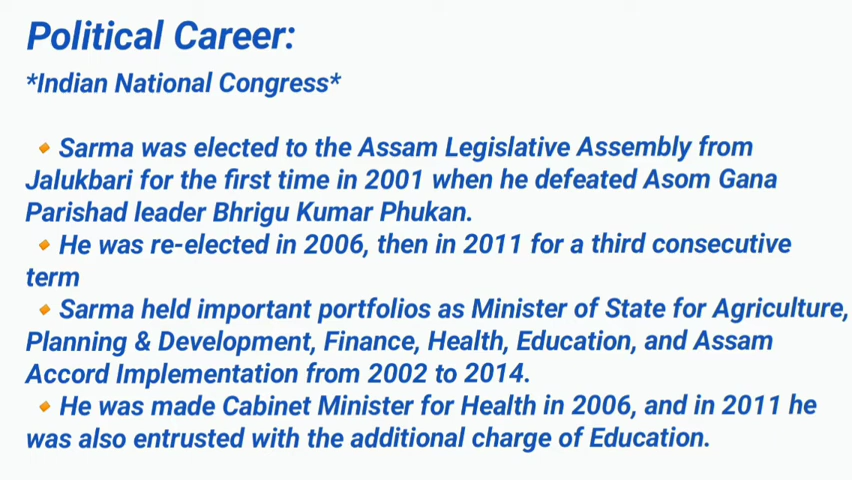 Political Career:
*Indian National Congress*
🔸Sarma was elected to the Assam Legislative Assembly from
Jalukbari for the first time in 2001 when he defeated Asom Gana
Parishad leader Bhrigu Kumar Phukan.
🔸He was re-elected in 2006, then in 2011 for a third consecutive
term
🔸Sarma held important portfolios as Minister of State for Agriculture,
Planning & Development, Finance, Health, Education, and Assam
Accord Implementation from 2002 to 2014.
🔸He was made Cabinet Minister for Health in 2006, and in 2011 he
was also entrusted with the additional charge of Education.